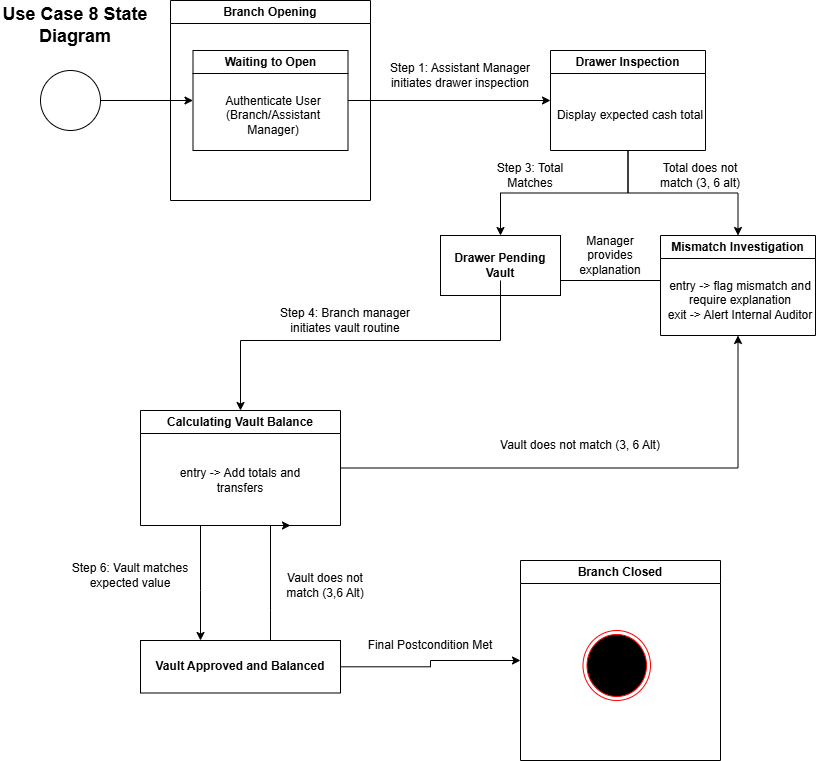 Use Case 8 State
Diagram
Branch Opening
Waiting to Open
Authenticate User
(Branch/Assistant
Manager)
Step 1: Assistant Manager
initiates drawer inspection
Drawer Inspection
Display expected cash total
Step 3: Total
Matches
Total does not
match (3, 6 alt)
Drawer Pending
Vault
Manager
provides
explanation
Mismatch Investigation
entry -> flag mismatch and
require explanation
exit -> Alert Internal Auditor
Step 4: Branch manager
initiates vault routine
Calculating Vault Balance
entry -> Add totals and
transfers
Vault does not match (3, 6 Alt)
Step 6: Vault matches
expected value
Vault does not
match (3,6 Alt)
Vault Approved and Balanced
Final Postcondition Met
Branch Closed